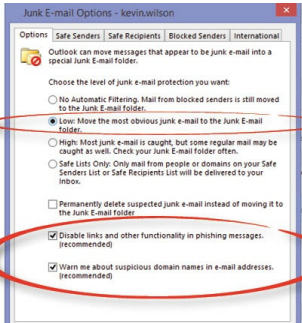 Junk E-mail Options - kevin.wilson
Options Safe Senders Safe Recipients Blocked Senders International
Outlook can move messages that appear to be junk e-mail into a
special Junk E-mail folder.
Choose the level of junk e-mail protection you want:
No Automatic Filtering. Mail from blocked senders is still moved
to the Junk E-mail folder.
Low: Move the most obvious junk e-mail to the Junk E-mail
folder.
High: Most junk e-mail is caught, but some regular mail may be
caught as well. Check your Junk E-mail folder often.
Safe Lists Only: Only mail from people or domains on your Safe
Senders List or Safe Recipients List will be delivered to your
Inbox.
Permanently delete suspected junk e-mail instead of moving it to
the Junk E-mail folder
Disable links and other functionality in phishing messages.
(recommended)
Warn me about suspicious domain names in e-mail addresses.
(recommended)